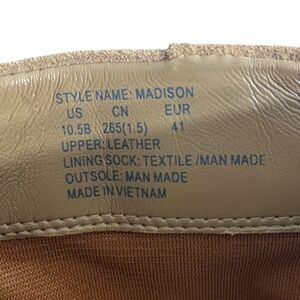 STYLE NAME: MADISON
US CN EUR
10.5B 265(1.5) 41
UPPER: LEATHER
LINING SOCK: TEXTILE /MAN MADE
OUTSOLE: MAN MADE
MADE IN VIETNAM